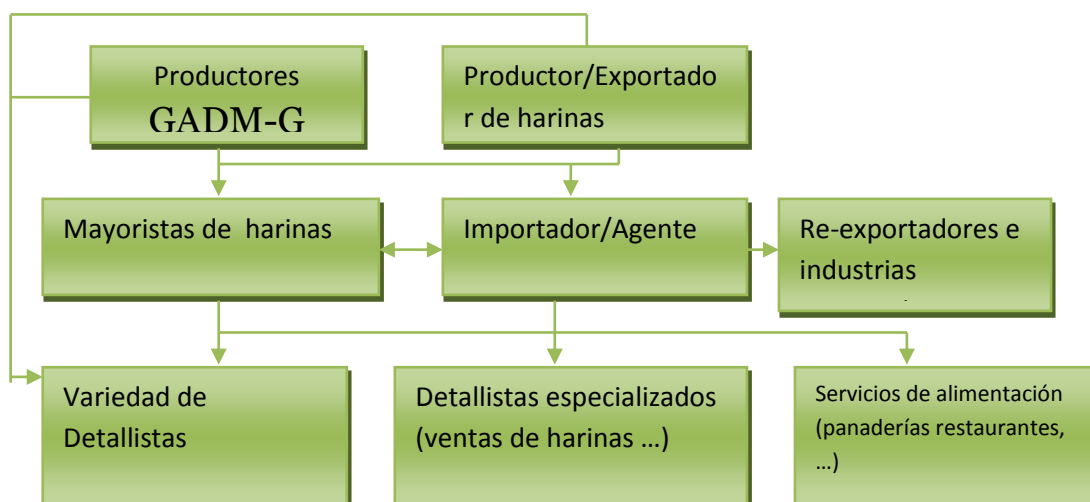 Productores
GADM-G
Productor/Exportado
r de harinas
Mayoristas de harinas
Importador/Agente
Re-exportadores e
industrias
Variedad de
Detallistas
Detallistas especializados
(ventas de harinas ...)
Servicios de alimentación
(panaderías restaurantes,
...)